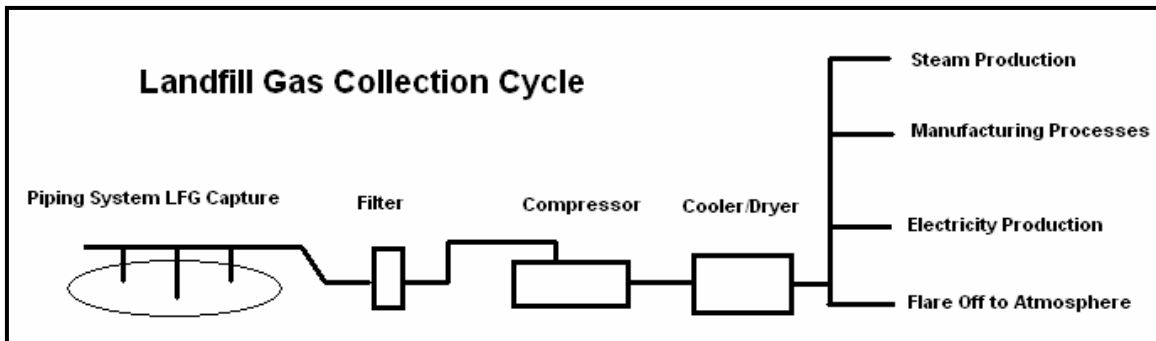 Landfill Gas Collection Cycle
Piping System LFG Capture
Filter
Compressor
Cooler/Dryer
Steam Production
Manufacturing Processes
Electricity Production
Flare Off to Atmosphere